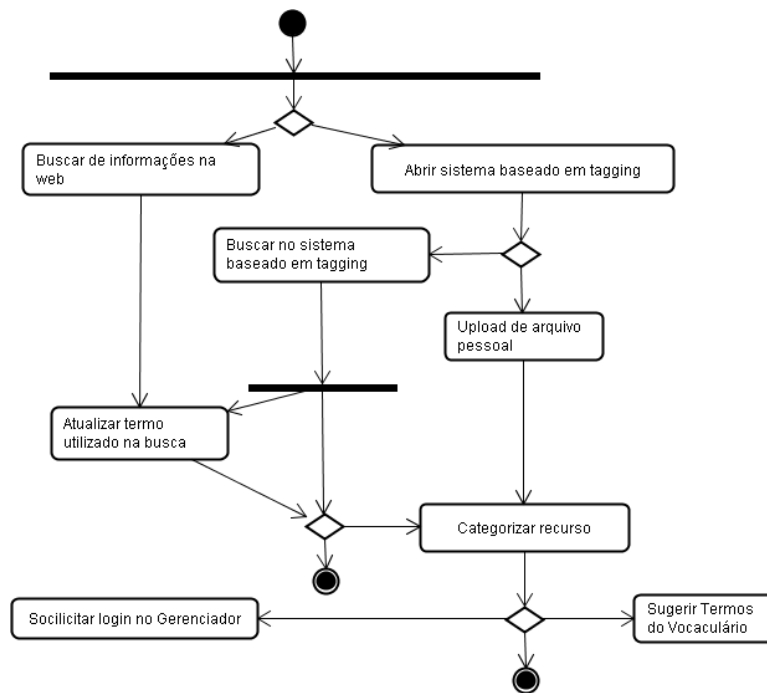 Buscar de informações na
web
Abrir sistema baseado em tagging
Buscar no sistema
baseado em tagging
Upload de arquivo
pessoal
Atualizar termo
utilizado na busca
Categorizar recurso
Socilicitar login no Gerenciador
Sugerir Termos
do Vocaculário